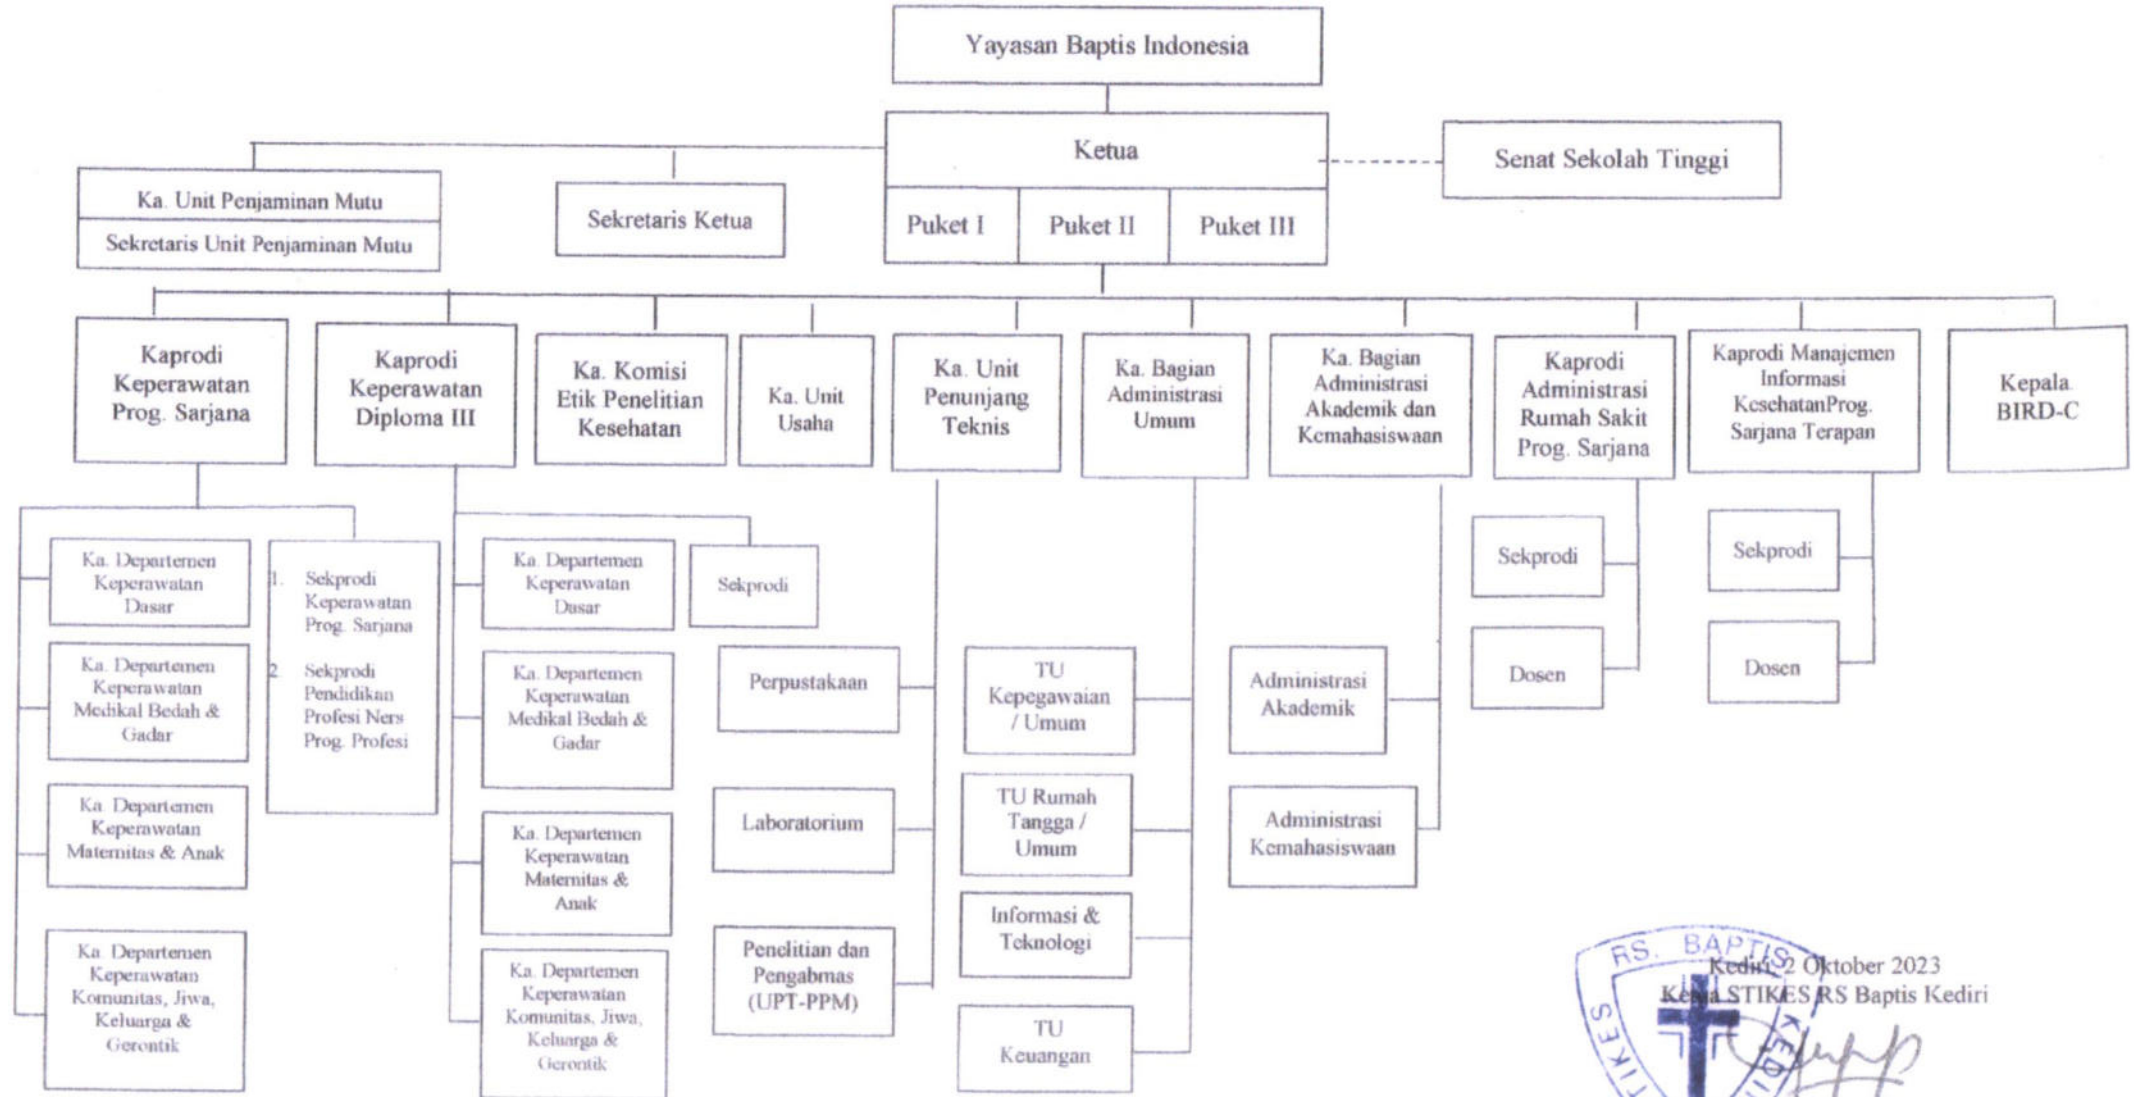 Yayasan Baptis Indonesia
Ketua
Senat Sekolah Tinggi
Puket I
Puket II
Puket III
Ka. Unit Penjaminan Mutu
Sekretaris Unit Penjaminan Mutu
Sekretaris Ketua
Kaprodi
Keperawatan
Prog. Sarjana
Kaprodi
Keperawatan
Diploma III
Ka. Komisi
Etik Penelitian
Kesehatan
Ka. Unit
Usaha
Ka. Unit
Penunjang
Teknis
Ka. Bagian
Administrasi
Umum
Ka. Bagian
Administrasi
Akademik dan
Kemahasiswaan
Kaprodi
Administrasi
Rumah Sakit
Prog. Sarjana
Kaprodi Manajemen
Informasi
KesehatanProg.
Sarjana Terapan
Kepala
BIRD-C
Ka. Departemen
Keperawatan
Dasar
Ka. Departemen
Keperawatan
Medikal Bedah &
Gadar
Ka. Departemen
Keperawatan
Maternitas & Anak
Ka. Departemen
Keperawatan
Komunitas, Jiwa,
Keluarga &
Gerontik
1. Sekprodi
Keperawatan
Prog. Sarjana
2 Sekprodi
Pendidikan
Profesi Ners
Prog. Profesi
Ka. Departemen
Keperawatan
Dasar
Ka. Departemen
Keperawatan
Medikal Bedah &
Gadar
Ka. Departemen
Keperawatan
Maternitas &
Anak
Ka. Departemen
Keperawatan
Komunitas, Jiwa,
Keluarga &
Gerontik
Sekprodi
Perpustakaan
Laboratorium
Penelitian dan
Pengabmas
(UPT-PPM)
TU
Kepegawaian
/ Umum
TU Rumah
Tangga /
Umum
Informasi &
Teknologi
TU
Keuangan
Administrasi
Akademik
Administrasi
Kemahasiswaan
Sekprodi
Dosen
Sekprodi
Dosen
Kediri, 2 Oktober 2023
Ketua STIKES RS Baptis Kediri
RS. BAPTIS